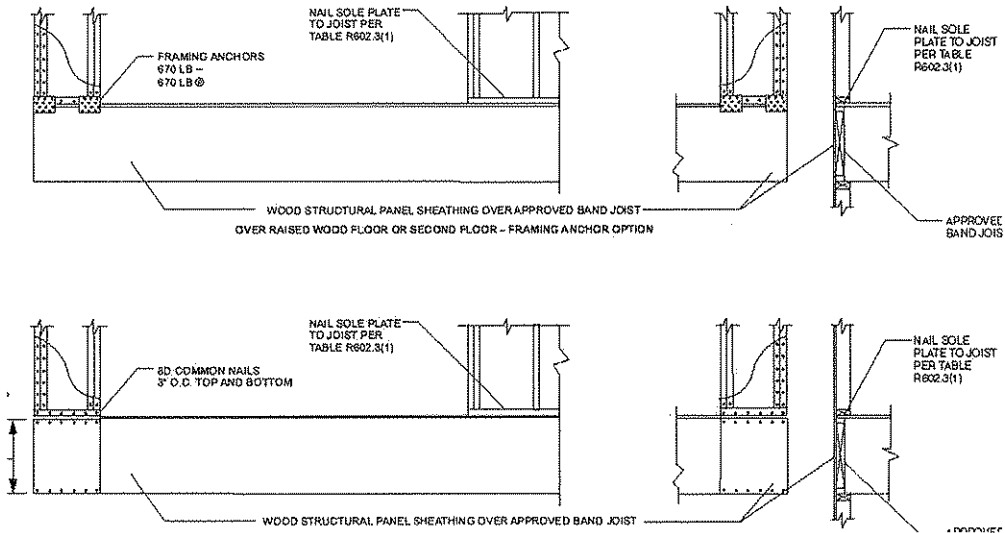 NAIL SOLE PLATE
TO JOIST PER
TABLE R602.3(1)
NAIL SOLE
PLATE TO JOIST
PER TABLE
R602.3(1)
FRAMING ANCHORS
670 LB –
670 LB
WOOD STRUCTURAL PANEL SHEATHING OVER APPROVED BAND JOIST
OVER RAISED WOOD FLOOR OR SECOND FLOOR – FRAMING ANCHOR OPTION
APPROVED
BAND JOIS
NAIL SOLE PLATE
TO JOIST PER
TABLE R602.3(1)
NAIL SOLE
PLATE TO JOIST
PER TABLE
R602.3(1)
8D COMMON NAILS
3" O.C. TOP AND BOTTOM
WOOD STRUCTURAL PANEL SHEATHING OVER APPROVED BAND JOIST